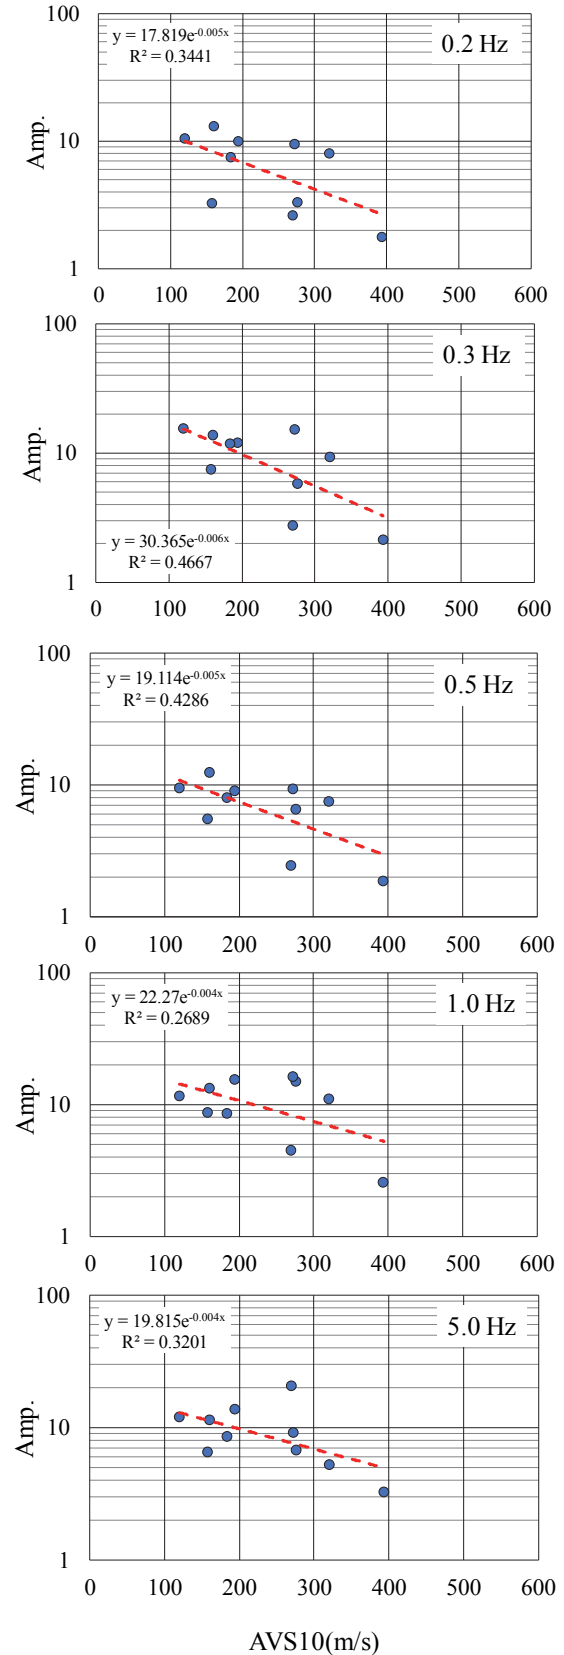 100
y = 17.819e^-0.005x
R² = 0.3441
0.2 Hz
Amp.
10
1
0 100 200 300 400 500 600
100
0.3 Hz
Amp.
10
y = 30.365e^-0.006x
R² = 0.4667
1
0 100 200 300 400 500 600
100
y = 19.114e^-0.005x
R² = 0.4286
0.5 Hz
Amp.
10
1
0 100 200 300 400 500 600
100
y = 22.27e^-0.004x
R² = 0.2689
1.0 Hz
Amp.
10
1
0 100 200 300 400 500 600
100
y = 19.815e^-0.004x
R² = 0.3201
5.0 Hz
Amp.
10
1
0 100 200 300 400 500 600
AVS10(m/s)